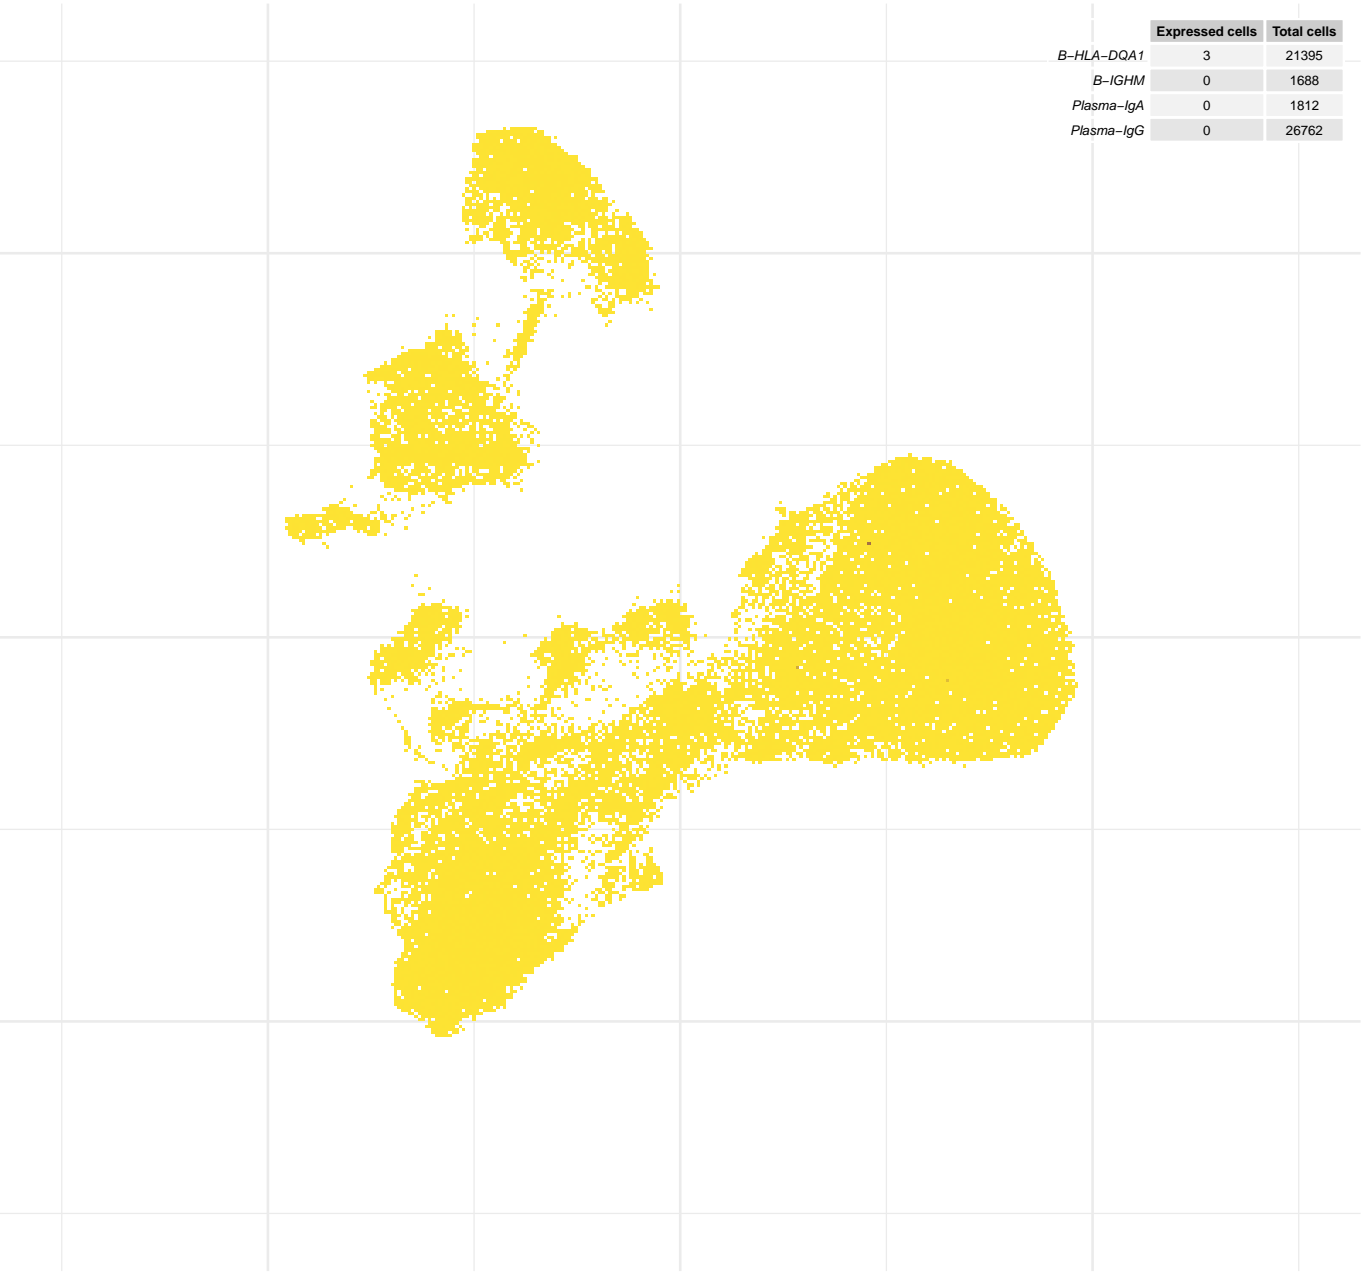 Expressed cells Total cells
B−HLA−DQA1 3 21395
B−IGHM 0 1688
Plasma−IgA 0 1812
Plasma−IgG 0 26762